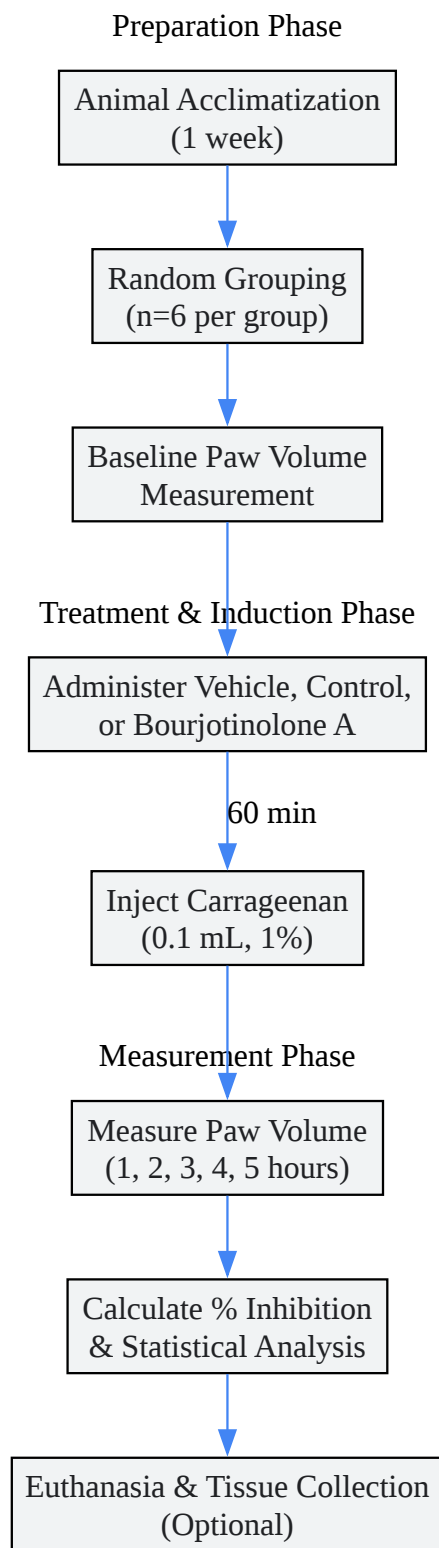 Preparation Phase
Animal Acclimatization
(1 week)
Random Grouping
(n=6 per group)
Baseline Paw Volume
Measurement
Treatment & Induction Phase
Administer Vehicle, Control,
or Bourjotinolone A
60 min
Inject Carrageenan
(0.1 mL, 1%)
Measurement Phase
Measure Paw Volume
(1, 2, 3, 4, 5 hours)
Calculate % Inhibition
& Statistical Analysis
Euthanasia & Tissue Collection
(Optional)